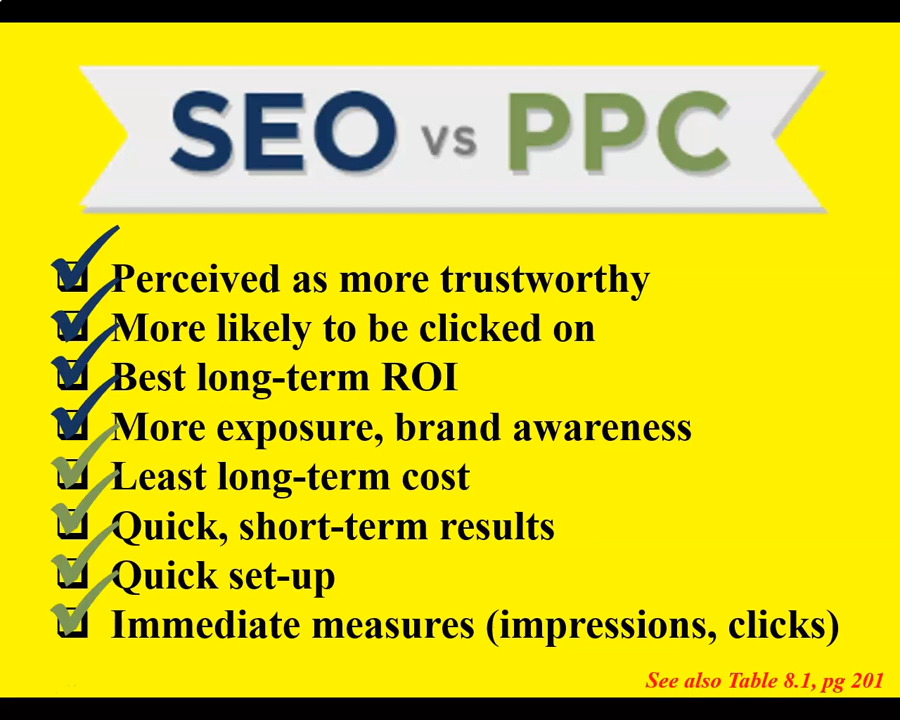 SEO vs PPC
Perceived as more trustworthy
More likely to be clicked on
Best long-term ROI
More exposure, brand awareness
Least long-term cost
Quick, short-term results
Quick set-up
Immediate measures (impressions, clicks)
See also Table 8.1, pg 201